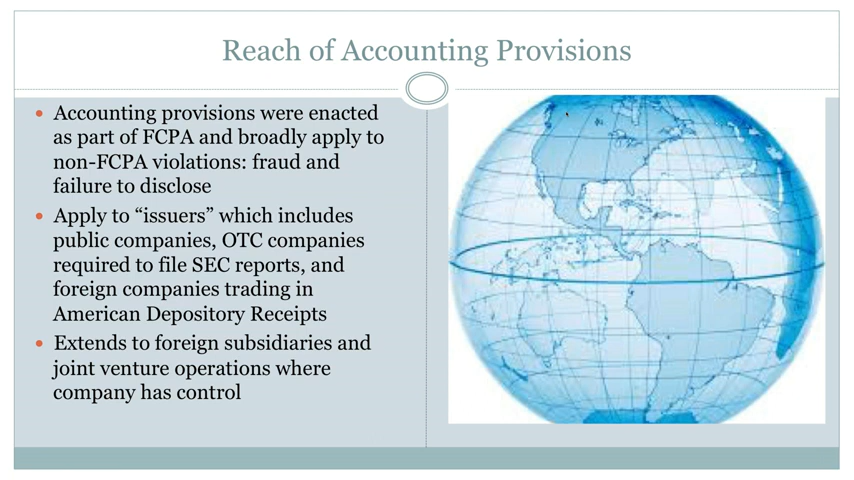 Reach of Accounting Provisions
• Accounting provisions were enacted
as part of FCPA and broadly apply to
non-FCPA violations: fraud and
failure to disclose
• Apply to “issuers” which includes
public companies, OTC companies
required to file SEC reports, and
foreign companies trading in
American Depository Receipts
• Extends to foreign subsidiaries and
joint venture operations where
company has control